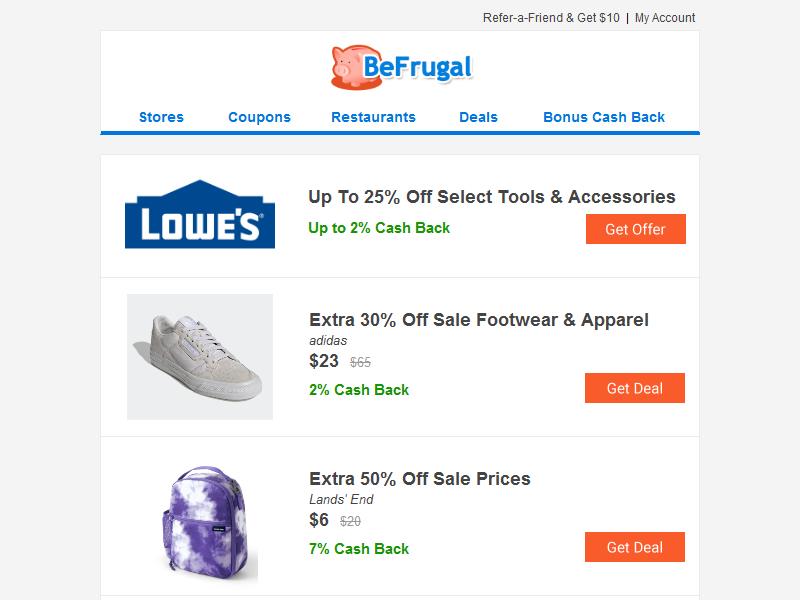 Refer-a-Friend & Get $10 | My Account
BeFrugal
Stores Coupons Restaurants Deals Bonus Cash Back
LOWE'S®
Up To 25% Off Select Tools & Accessories
Up to 2% Cash Back
Get Offer
Extra 30% Off Sale Footwear & Apparel
adidas
$23 $65
2% Cash Back
Get Deal
Extra 50% Off Sale Prices
Lands' End
$6 $20
7% Cash Back
Get Deal